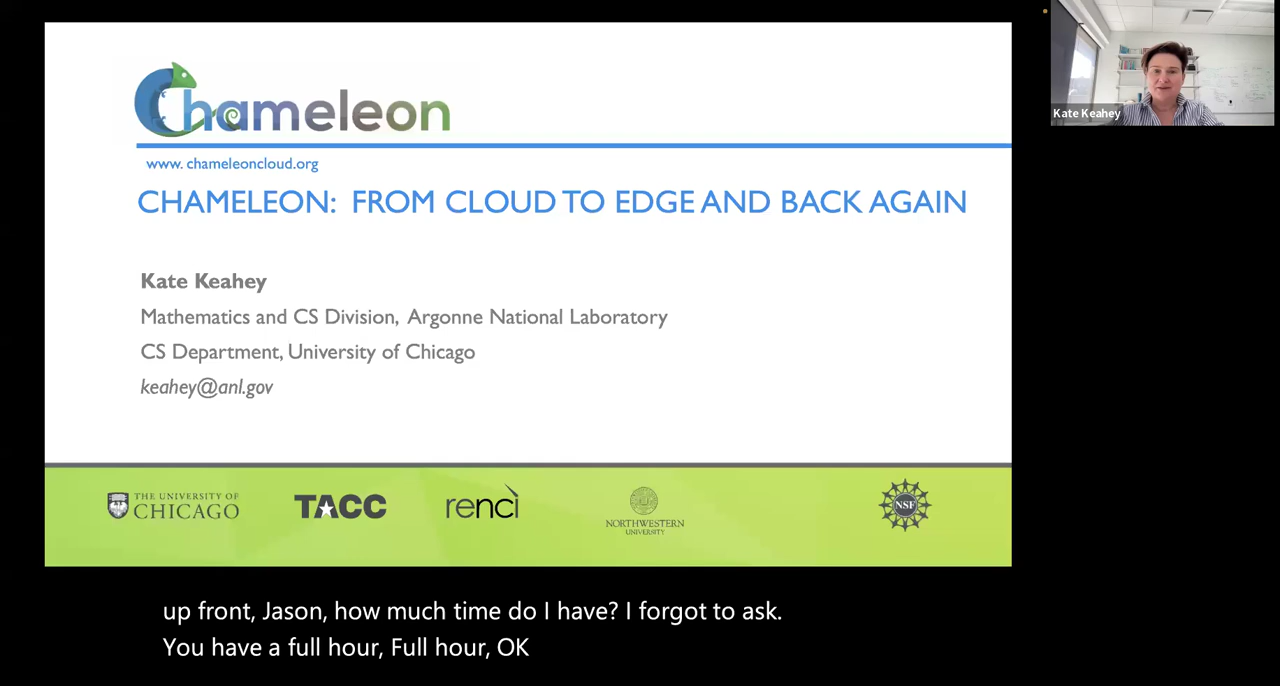 Chameleon
www. chameleoncloud.org
CHAMELEON: FROM CLOUD TO EDGE AND BACK AGAIN
Kate Keahey
Mathematics and CS Division, Argonne National Laboratory
CS Department, University of Chicago
keahey@anl.gov
THE UNIVERSITY OF
CHICAGO
TACC
renci
NORTHWESTERN
UNIVERSITY
NSF
Kate Keahey
up front, Jason, how much time do I have? I forgot to ask.
You have a full hour, Full hour, OK